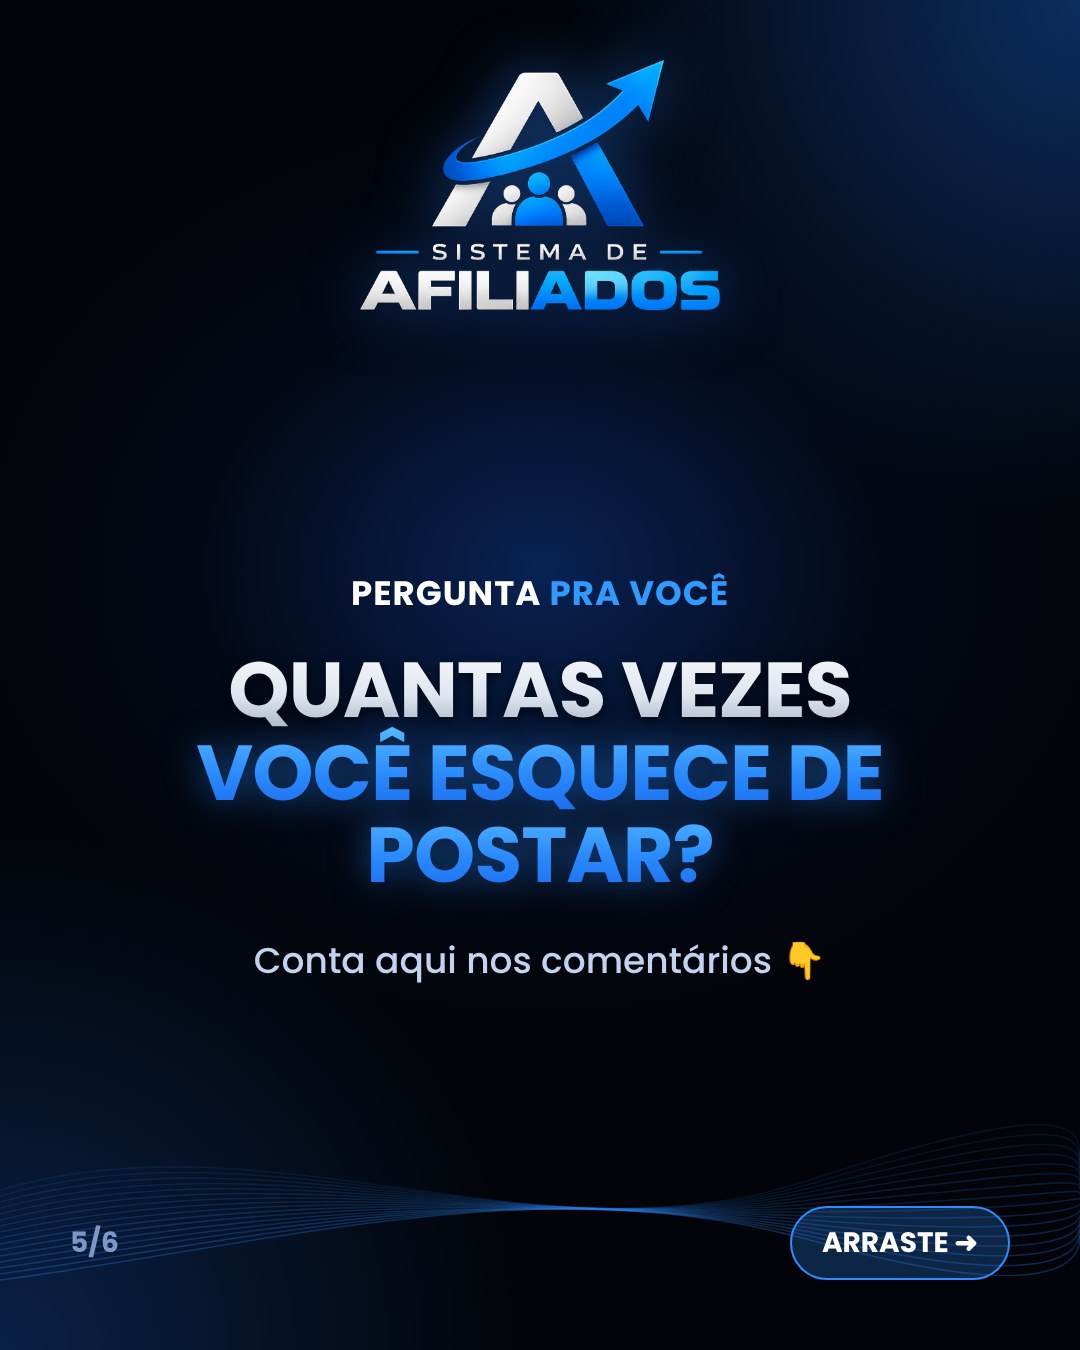 SISTEMA DE
AFILIADOS
PERGUNTA PRA VOCÊ
QUANTAS VEZES
VOCÊ ESQUECE DE
POSTAR?
Conta aqui nos comentários 👇
5/6
ARRASTE →